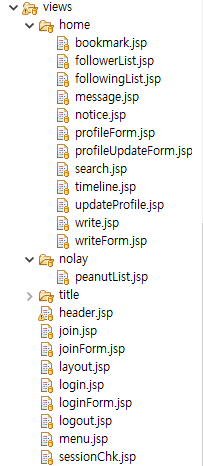 views
home
bookmark.jsp
followerList.jsp
followingList.jsp
message.jsp
notice.jsp
profileForm.jsp
profileUpdateForm.jsp
search.jsp
timeline.jsp
updateProfile.jsp
write.jsp
writeForm.jsp
nolay
peanutList.jsp
title
header.jsp
join.jsp
joinForm.jsp
layout.jsp
login.jsp
loginForm.jsp
logout.jsp
menu.jsp
sessionChk.jsp